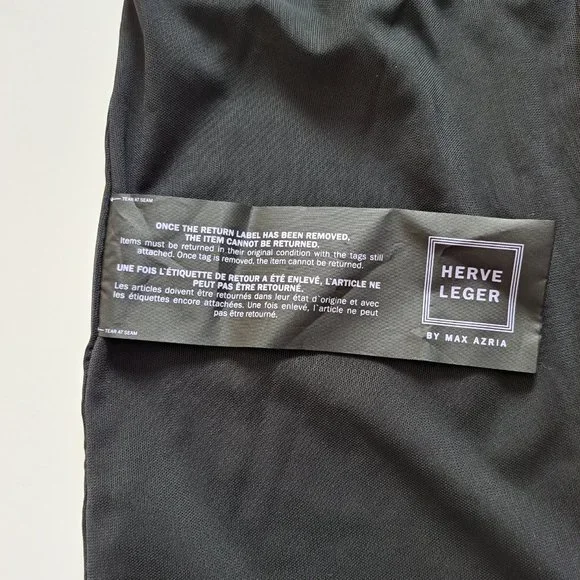 TEAR AT SEAM
ONCE THE RETURN LABEL HAS BEEN REMOVED,
THE ITEM CANNOT BE RETURNED.
Items must be returned in their original condition with the tags still
attached. Once tag is removed, the item cannot be returned.
UNE FOIS L`ÉTIQUETTE DE RETOUR A ÉTÉ ENLEVÉ, L`ARTICLE NE
PEUT PAS ÊTRE RETOURNÉ.
Les articles doivent être retournés dans leur état d`origine et avec
les étiquettes encore attachées. Une fois enlevé, l`article ne peut
pas être retourné.
TEAR AT SEAM
HERVE
LEGER
BY MAX AZRIA